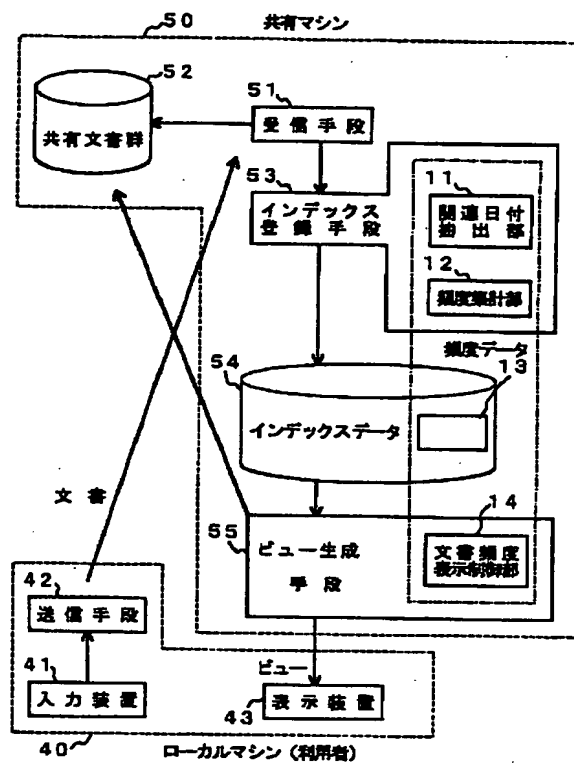 50
共有マシン
52
51
共有文書群
受信手段
53
11
インデックス
登録手段
関連日付
抽出部
12
頻度集計部
頻度データ
54
13
インデックスデータ
文書
14
55
ビュー生成
手段
文書頻度
表示制御部
42
送信手段
41
ビュー
入力装置
43
表示装置
40
ローカルマシン（利用者）